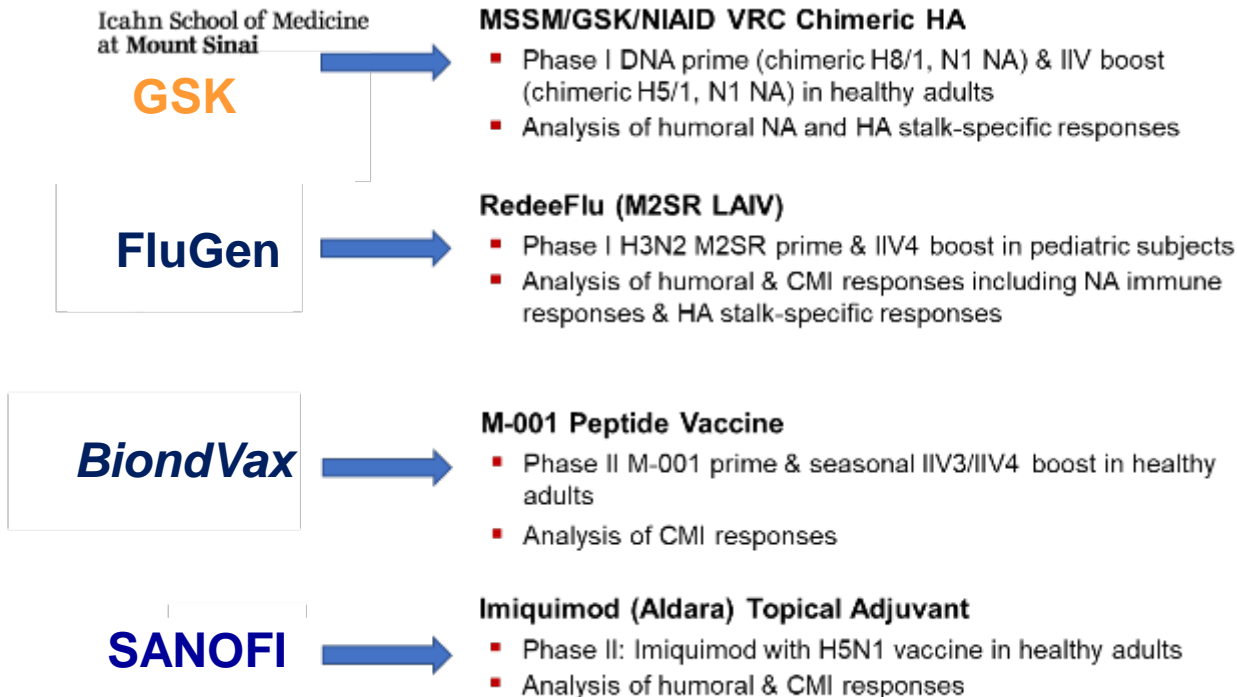 Icahn School of Medicine
at Mount Sinai
GSK
MSSM/GSK/NIAID VRC Chimeric HA
▪ Phase I DNA prime (chimeric H8/1, N1 NA) & IIV boost
(chimeric H5/1, N1 NA) in healthy adults
▪ Analysis of humoral NA and HA stalk-specific responses
FluGen
RedeeFlu (M2SR LAIV)
▪ Phase I H3N2 M2SR prime & IIV4 boost in pediatric subjects
▪ Analysis of humoral & CMI responses including NA immune
responses & HA stalk-specific responses
BiondVax
M-001 Peptide Vaccine
▪ Phase II M-001 prime & seasonal IIV3/IIV4 boost in healthy
adults
▪ Analysis of CMI responses
SANOFI
Imiquimod (Aldara) Topical Adjuvant
▪ Phase II: Imiquimod with H5N1 vaccine in healthy adults
▪ Analysis of humoral & CMI responses